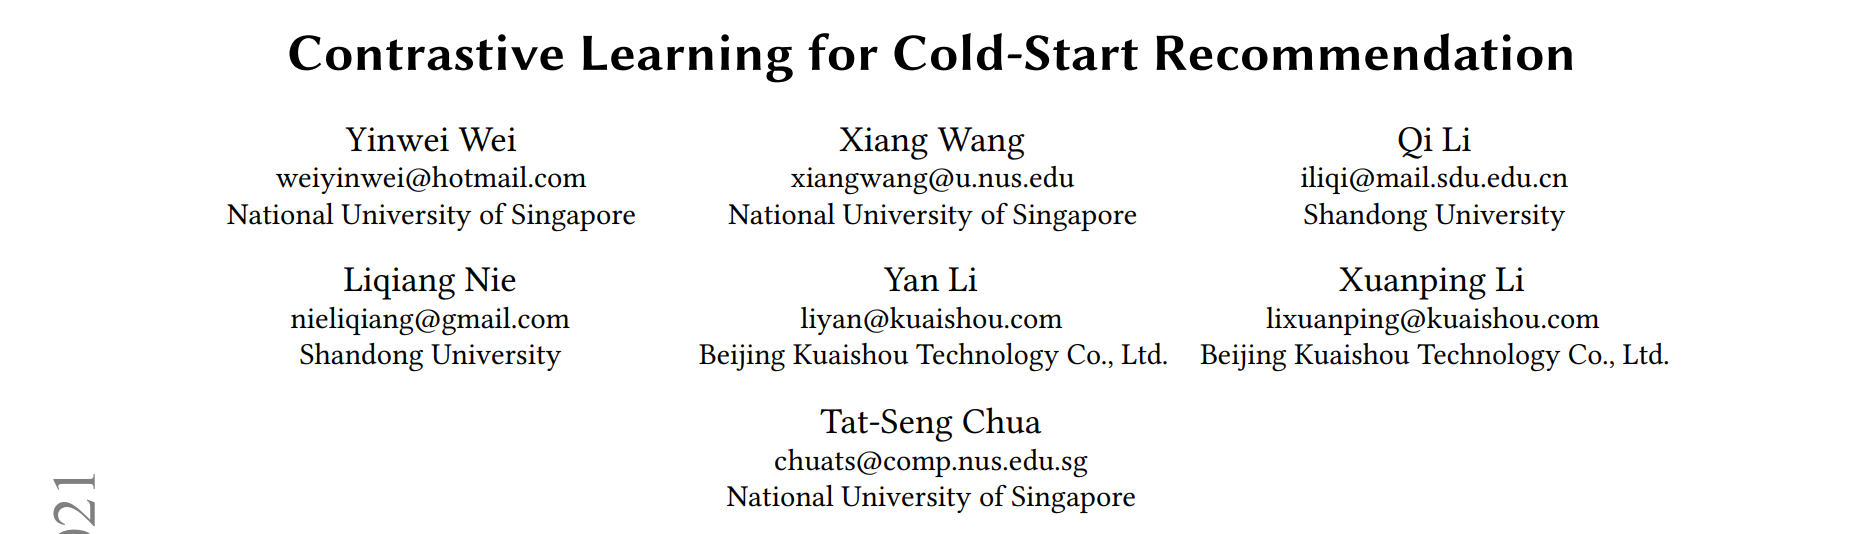 Contrastive Learning for Cold-Start Recommendation
Yinwei Wei
weiyinwei@hotmail.com
National University of Singapore
Xiang Wang
xiangwang@u.nus.edu
National University of Singapore
Qi Li
iliqi@mail.sdu.edu.cn
Shandong University
Liqiang Nie
nieliqiang@gmail.com
Shandong University
Yan Li
liyan@kuaishou.com
Beijing Kuaishou Technology Co., Ltd.
Xuanping Li
lixuanping@kuaishou.com
Beijing Kuaishou Technology Co., Ltd.
Tat-Seng Chua
chuats@comp.nus.edu.sg
National University of Singapore